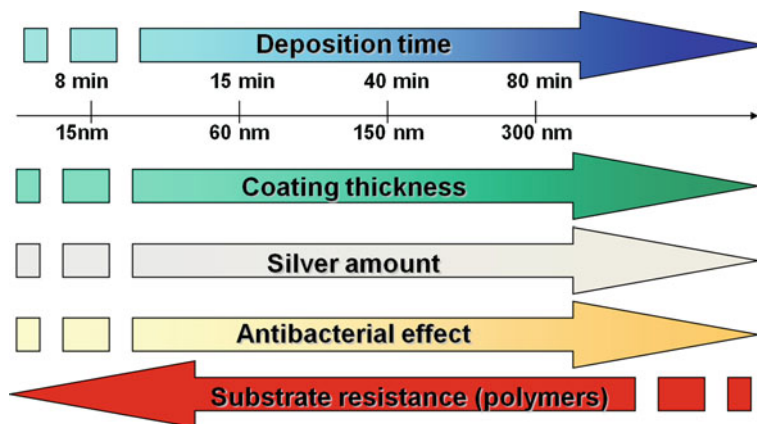 Deposition time
8 min 15 min 40 min 80 min
15nm 60 nm 150 nm 300 nm
Coating thickness
Silver amount
Antibacterial effect
Substrate resistance (polymers)